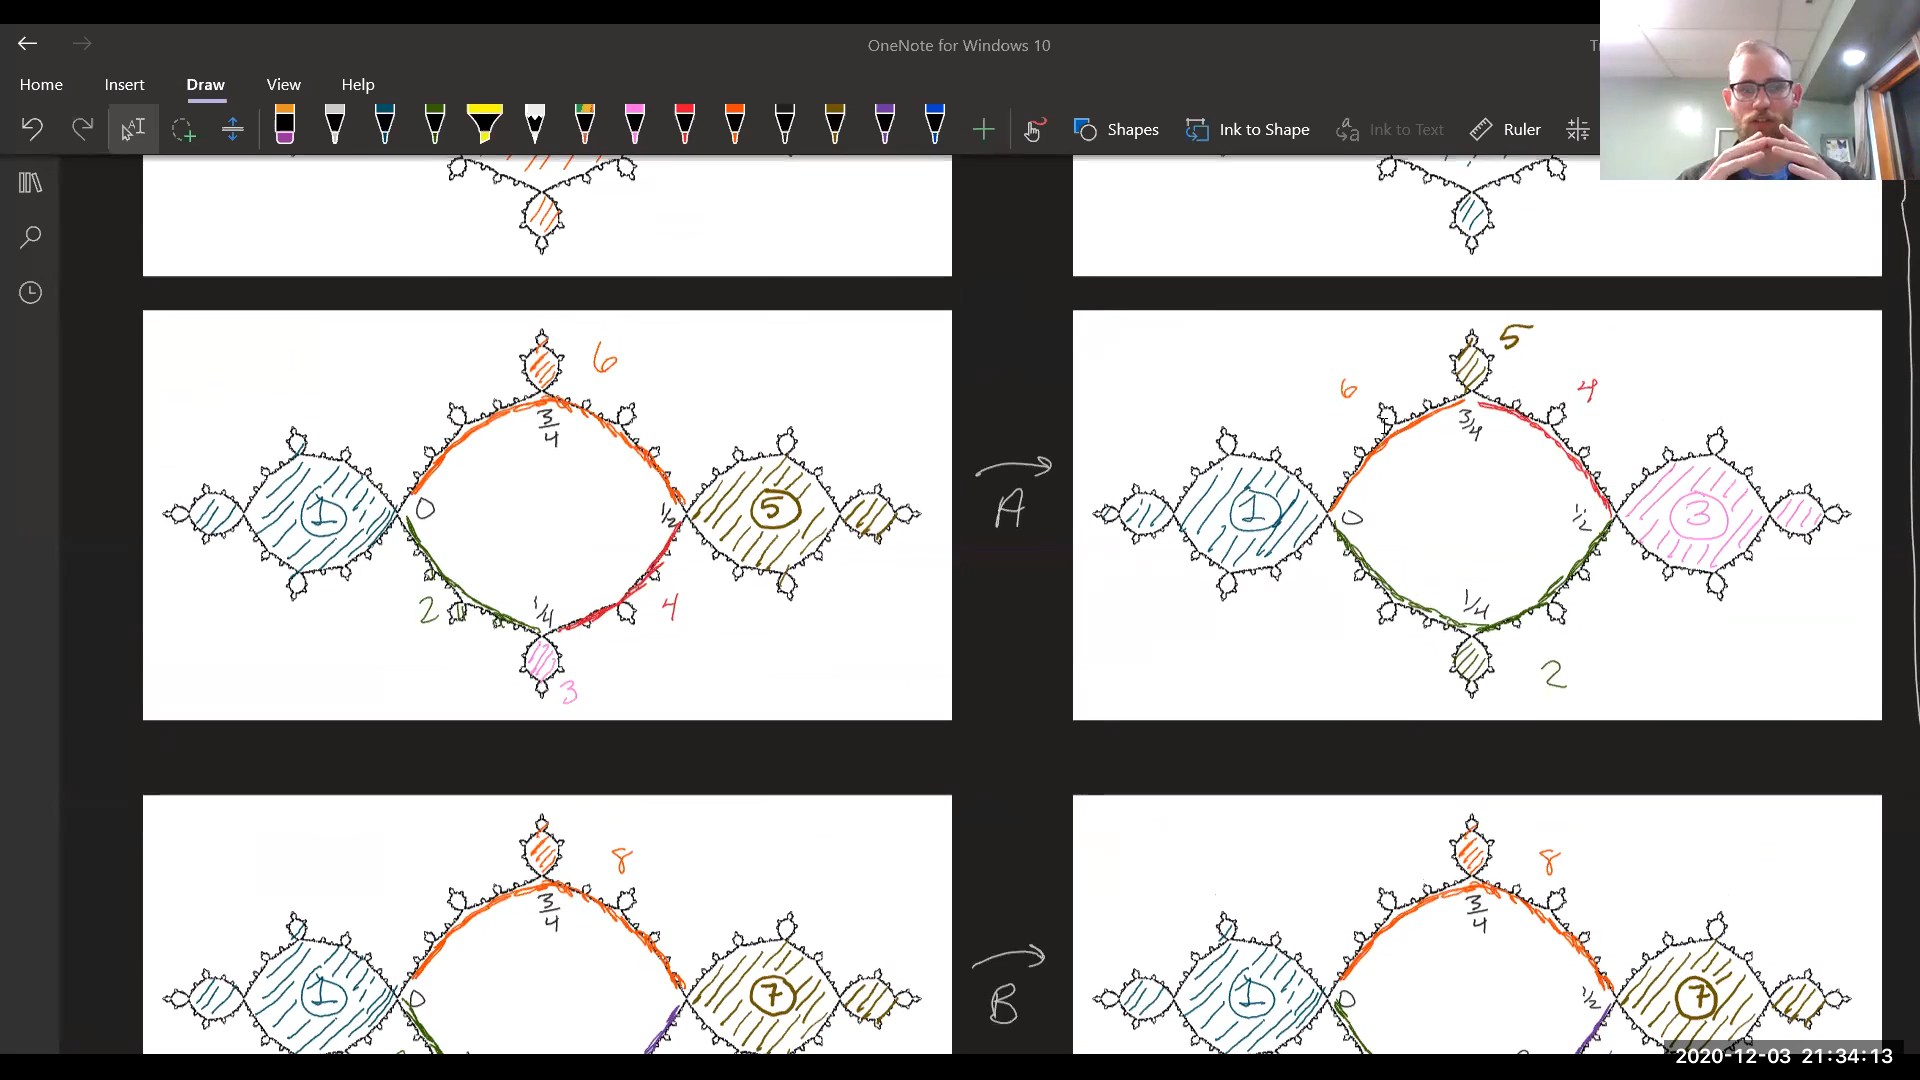 OneNote for Windows 10
Home Insert Draw View Help
Shapes Ink to Shape Ink to Text Ruler
6
3/4
1 0 1/2 5
2 1/4 4
3
A
5
6 4
3/4
1 0 1/2 3
1/4
2
8
3/4
1 0 7
B
8
3/4
1 0 1/2 7
2020-12-03 21:34:13